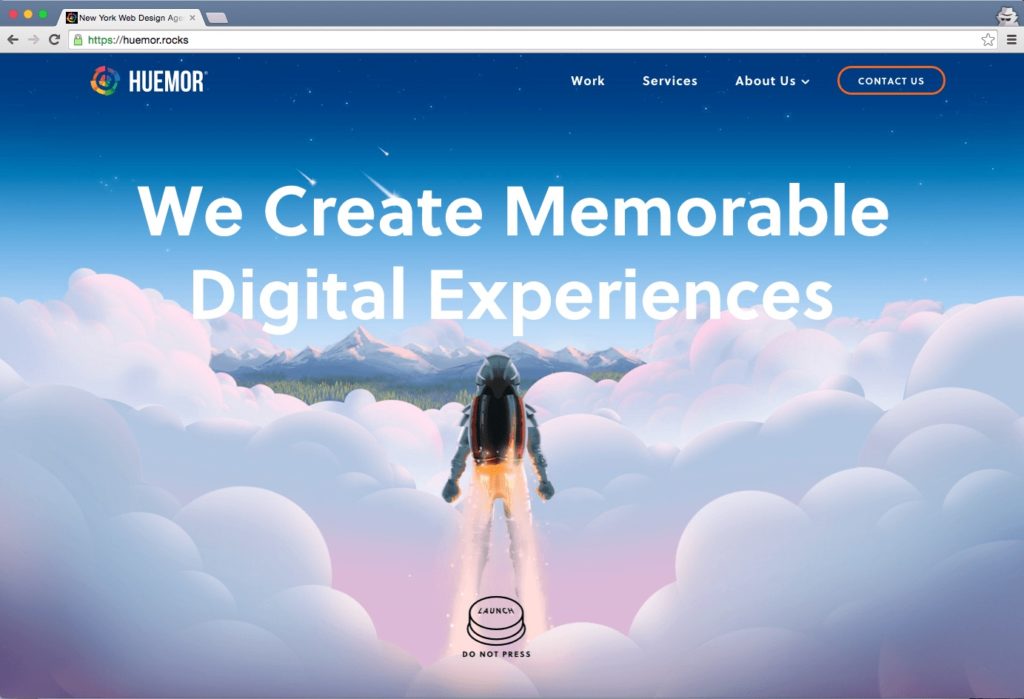 New York Web Design Age
https://huemor.rocks
HUEMOR
Work
Services
About Us
CONTACT US
We Create Memorable
Digital Experiences
LAUNCH
DO NOT PRESS